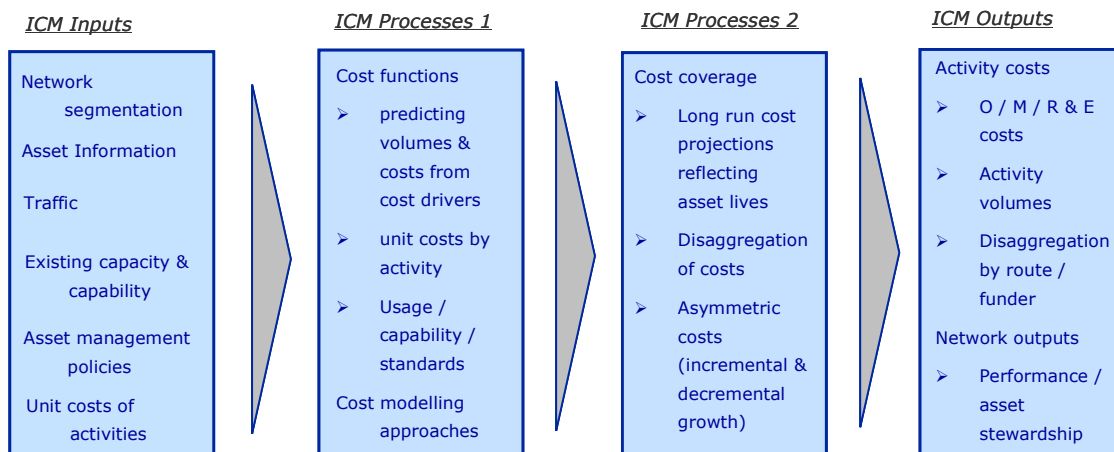 ICM Inputs
Network
segmentation
Asset Information
Traffic
Existing capacity &
capability
Asset management
policies
Unit costs of
activities
ICM Processes 1
Cost functions
➢ predicting
volumes &
costs from
cost drivers
➢ unit costs by
activity
➢ Usage /
capability /
standards
Cost modelling
approaches
ICM Processes 2
Cost coverage
➢ Long run cost
projections
reflecting
asset lives
➢ Disaggregation
of costs
➢ Asymmetric
costs
(incremental &
decremental
growth)
ICM Outputs
Activity costs
➢ O / M / R & E
costs
➢ Activity
volumes
➢ Disaggregation
by route /
funder
Network outputs
➢ Performance /
asset
stewardship